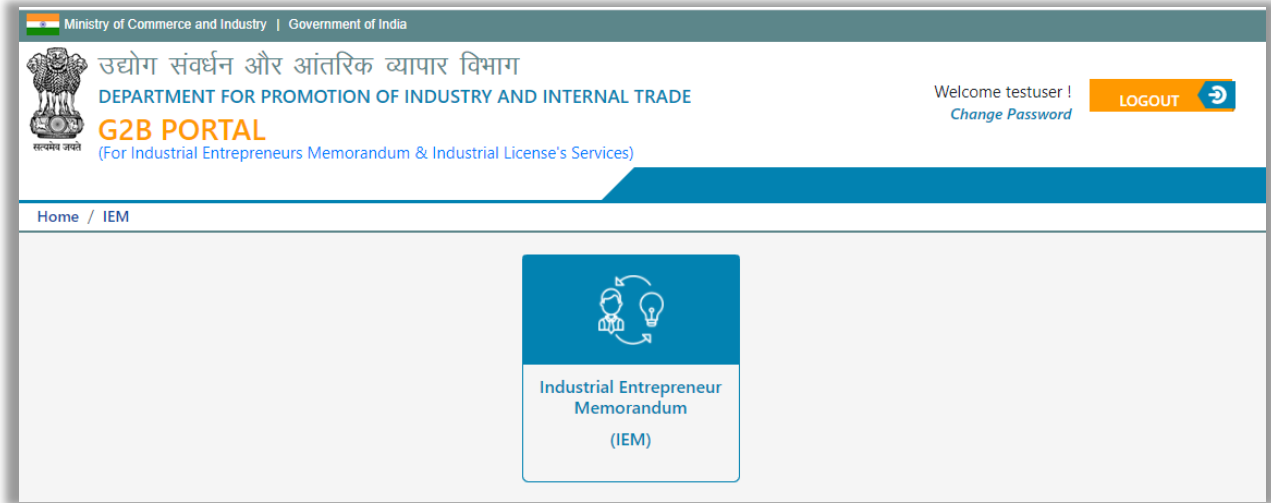 Ministry of Commerce and Industry | Government of India
उद्योग संवर्धन और आंतरिक व्यापार विभाग
DEPARTMENT FOR PROMOTION OF INDUSTRY AND INTERNAL TRADE
G2B PORTAL
(For Industrial Entrepreneurs Memorandum & Industrial License's Services)
सत्यमेव जयते
Welcome testuser !
Change Password
LOGOUT
Home / IEM
Industrial Entrepreneur
Memorandum
(IEM)